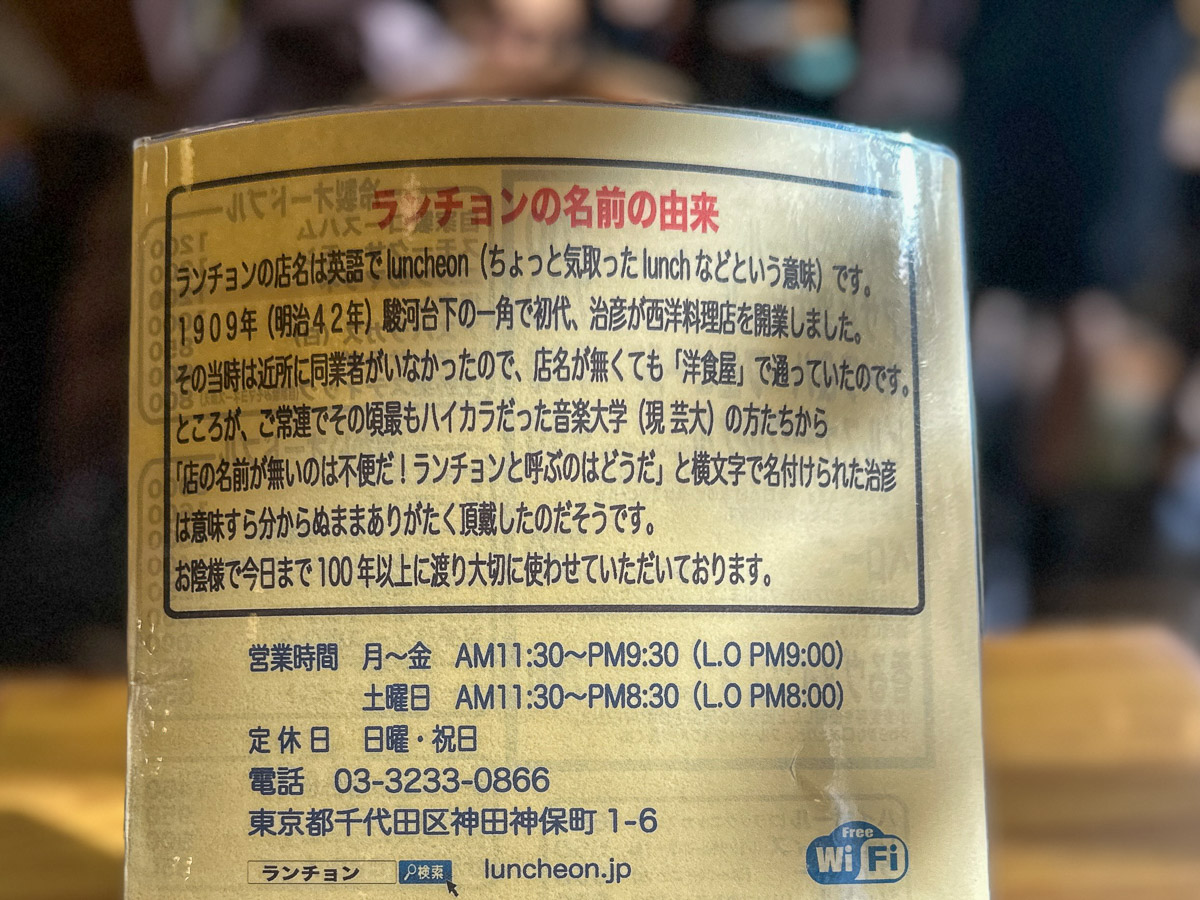 ランチョンの名前の由来
ランチョンの店名は英語でluncheon（ちょっと気取ったlunchなどという意味）です。
1909年（明治42年）駿河台下の一角で初代、治彦が西洋料理店を開業しました。
その当時は近所に同業者がいなかったので、店名が無くても「洋食屋」で通っていたのです。
ところが、ご常連でその頃最もハイカラだった音楽大学（現 芸大）の方たちから
「店の名前が無いのは不便だ！ランチョンと呼ぶのはどうだ」と横文字で名付けられた治彦
は意味すら分からぬままありがたく頂戴したのだそうです。
お陰様で今日まで100年以上に渡り大切に使わせていただいております。
営業時間 月〜金 AM11:30〜PM9:30（L.O PM9:00）
土曜日 AM11:30〜PM8:30（L.O PM8:00）
定休日 日曜・祝日
電話 03-3233-0866
東京都千代田区神田神保町 1-6
ランチョン 検索 luncheon.jp
Free
Wi Fi